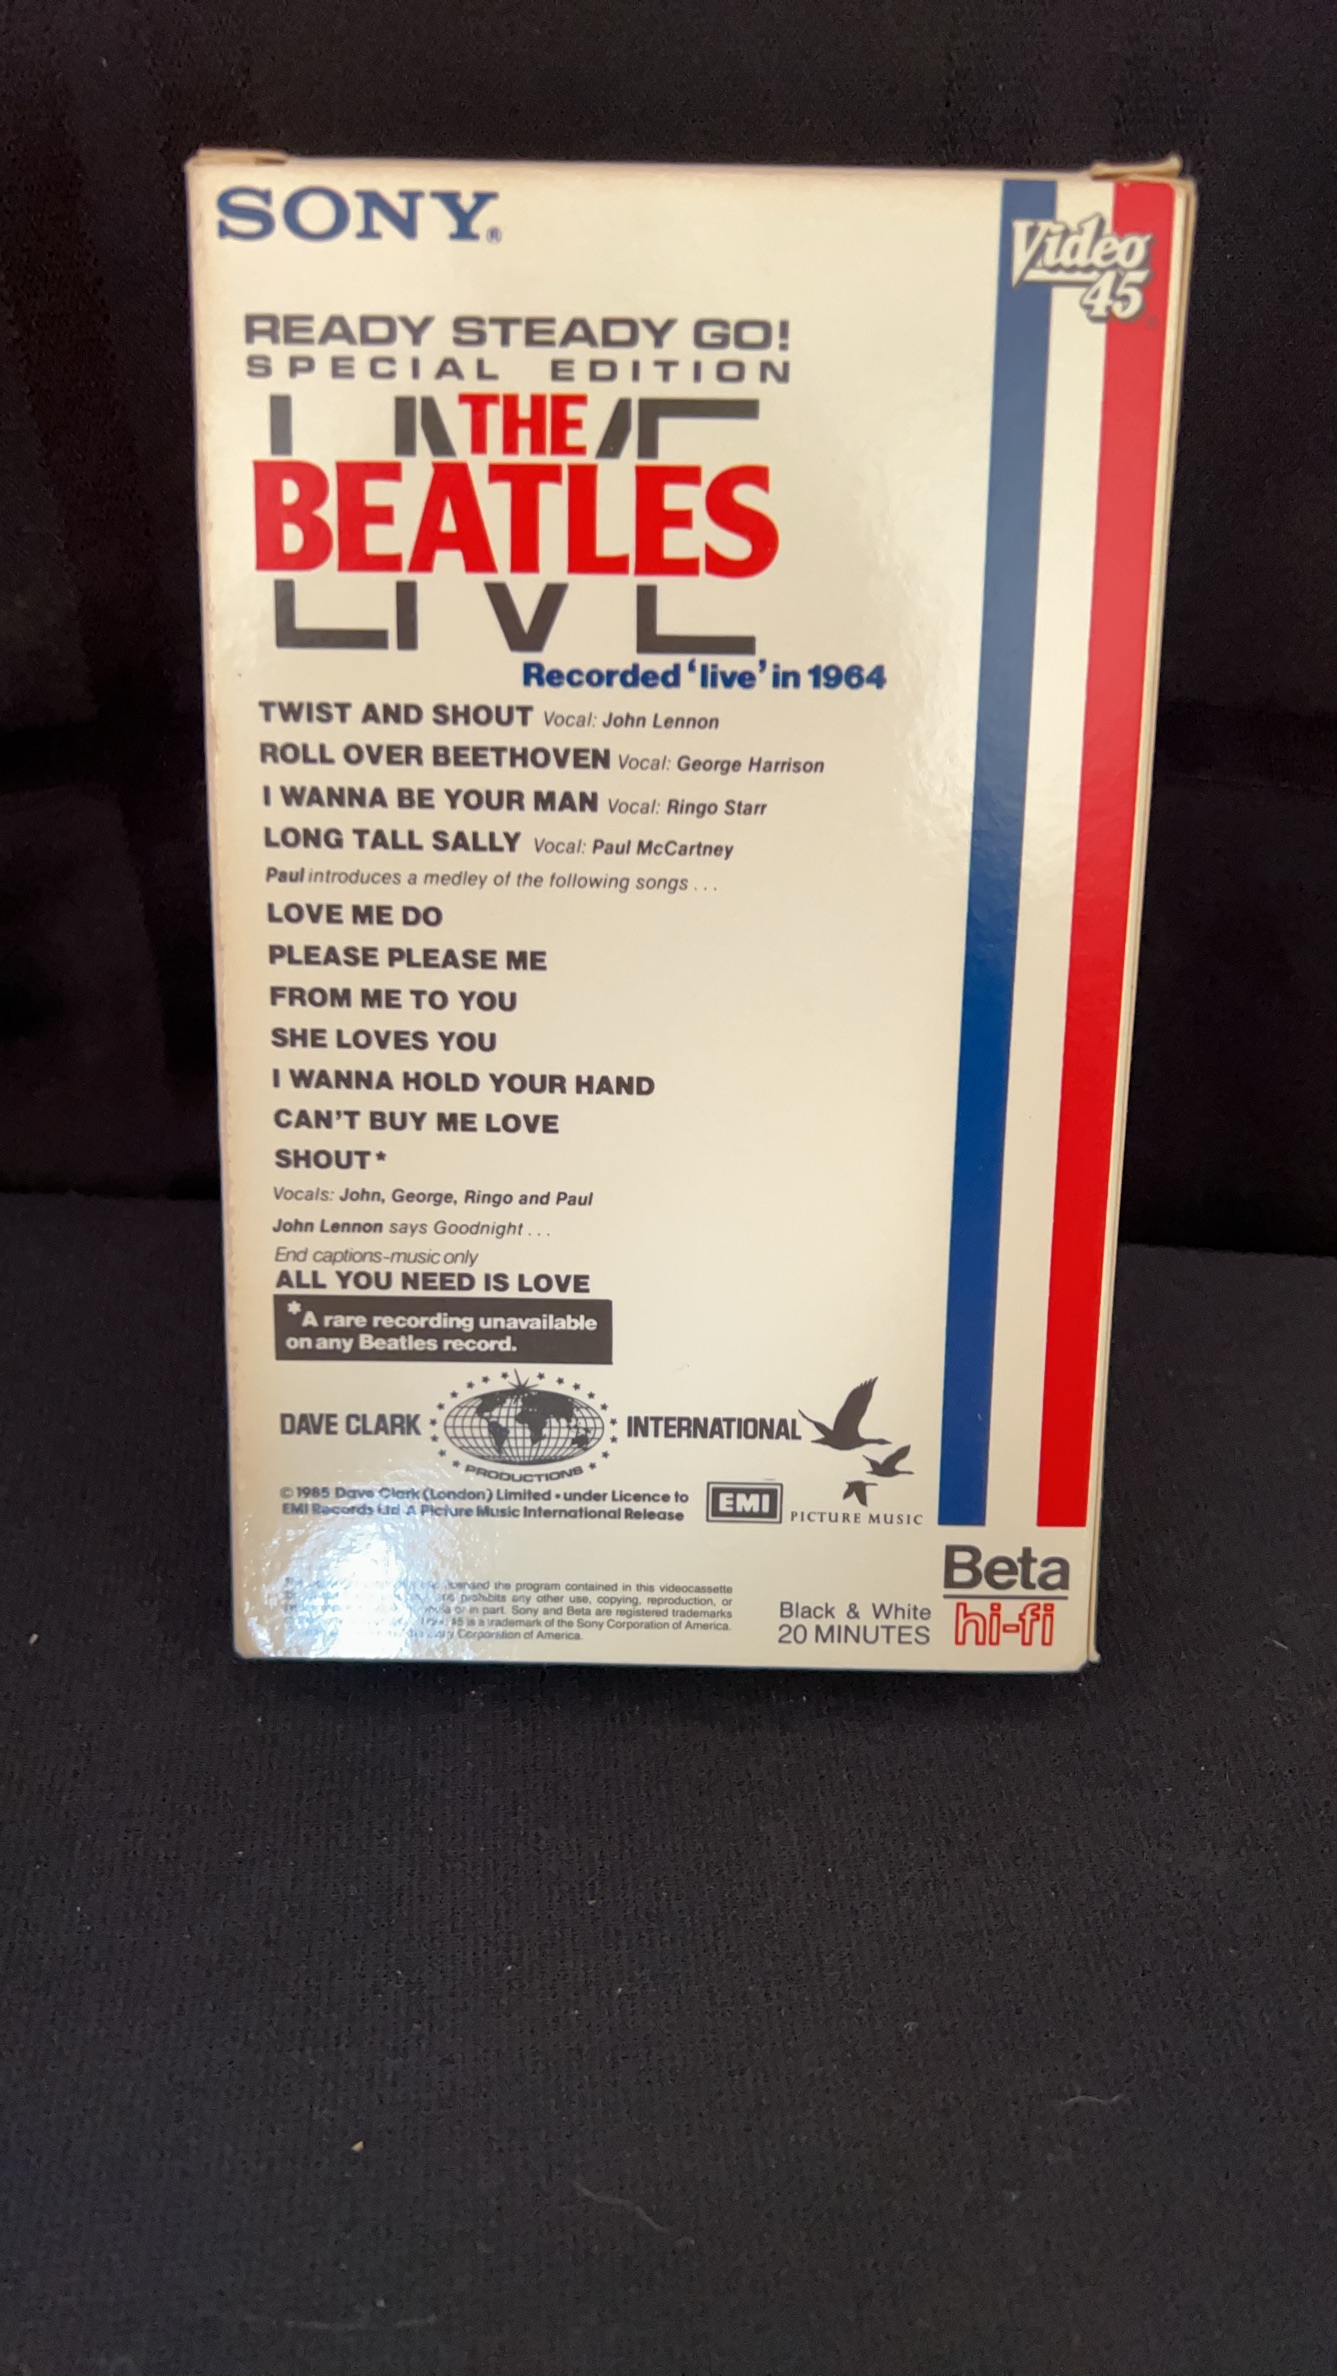 SONY®
Video
45
READY STEADY GO!
SPECIAL EDITION
LIVE
THE
BEATLES
LIVE
Recorded ‘live’ in 1964
TWIST AND SHOUT Vocal: John Lennon
ROLL OVER BEETHOVEN Vocal: George Harrison
I WANNA BE YOUR MAN Vocal: Ringo Starr
LONG TALL SALLY Vocal: Paul McCartney
Paul introduces a medley of the following songs . . .
LOVE ME DO
PLEASE PLEASE ME
FROM ME TO YOU
SHE LOVES YOU
I WANNA HOLD YOUR HAND
CAN'T BUY ME LOVE
SHOUT*
Vocals: John, George, Ringo and Paul
John Lennon says Goodnight . . .
End captions-music only
ALL YOU NEED IS LOVE
*A rare recording unavailable
on any Beatles record.
DAVE CLARK INTERNATIONAL
PRODUCTIONS
© 1985 Dave Clark (London) Limited • under Licence to
EMI Records Ltd A Picture Music International Release
EMI
PICTURE MUSIC
the program contained in this videocassette
prohibits any other use, copying, reproduction, or
or in part. Sony and Beta are registered trademarks
45 is a trademark of the Sony Corporation of America.
Corporation of America.
Black & White
20 MINUTES
Beta
hi-fi